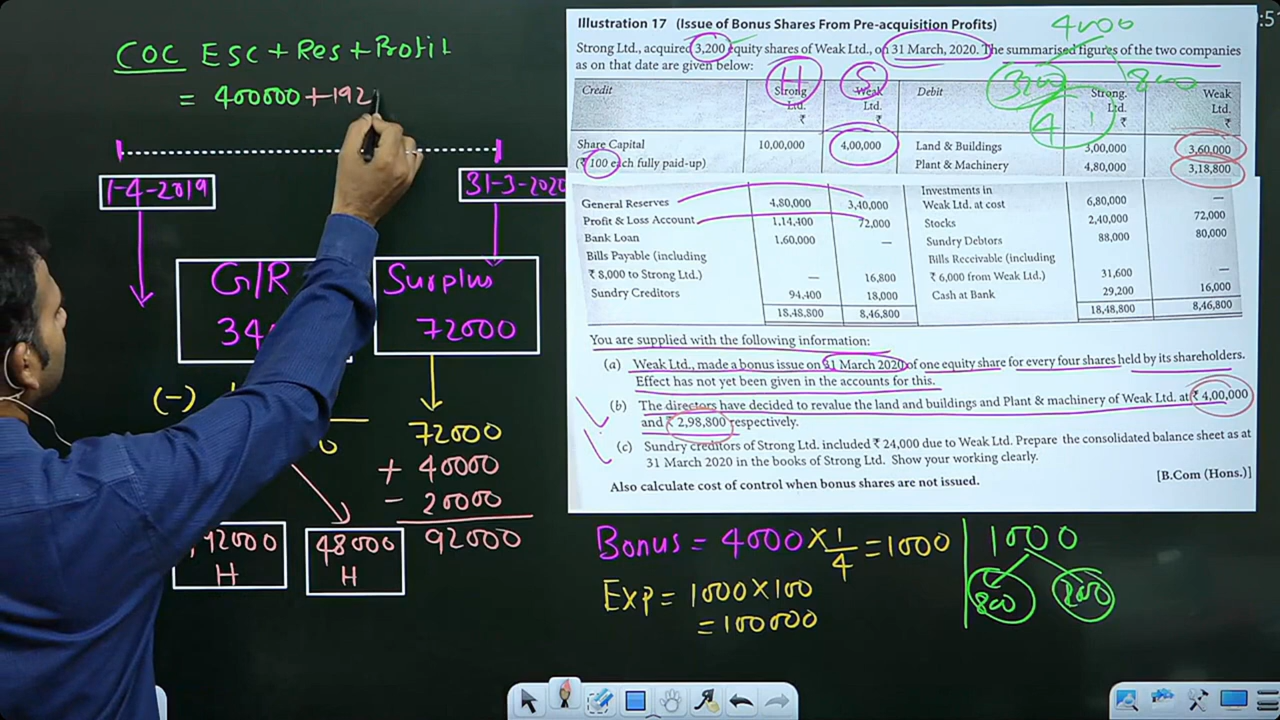 COC ESC + Res + Profit
= 400000 + 192
1-4-2019
31-3-2020
G/R
34
Surplus
72000
(-)
0
72000
+ 40000
- 20000
92000
,92000
H
48000
H
Illustration 17 (Issue of Bonus Shares From Pre-acquisition Profits)
Strong Ltd., acquired 3,200 equity shares of Weak Ltd., on 31 March, 2020. The summarised figures of the two companies
as on that date are given below:
4000
3200
800
4
1
H
S
Credit Strong Ltd. ₹ Weak Ltd. ₹ Debit Strong. Ltd. ₹ Weak Ltd. ₹
Share Capital 10,00,000 4,00,000 Land & Buildings 3,00,000 3,60,000
(₹ 100 each fully paid-up) Plant & Machinery 4,80,000 3,18,800
General Reserves 4,80,000 3,40,000 Investments in Weak Ltd. at cost 6,80,000 —
Profit & Loss Account 1,14,400 72,000 Stocks 2,40,000 72,000
Bank Loan 1,60,000 — Sundry Debtors 88,000 80,000
Bills Payable (including ₹ 8,000 to Strong Ltd.) — 16,800 Bills Receivable (including ₹ 6,000 from Weak Ltd.) 31,600 —
Sundry Creditors 94,400 18,000 Cash at Bank 29,200 16,000
18,48,800 8,46,800 18,48,800 8,46,800
You are supplied with the following information:
(a) Weak Ltd., made a bonus issue on 31 March 2020 of one equity share for every four shares held by its shareholders.
Effect has not yet been given in the accounts for this.
(b) The directors have decided to revalue the land and buildings and Plant & machinery of Weak Ltd. at ₹ 4,00,000
and ₹ 2,98,800 respectively.
(c) Sundry creditors of Strong Ltd. included ₹ 24,000 due to Weak Ltd. Prepare the consolidated balance sheet as at
31 March 2020 in the books of Strong Ltd. Show your working clearly.
[B.Com (Hons.)]
Also calculate cost of control when bonus shares are not issued.
Bonus = 4000 × 1/4 = 1000
Exp = 1000 × 100
= 100000
1000
800 200